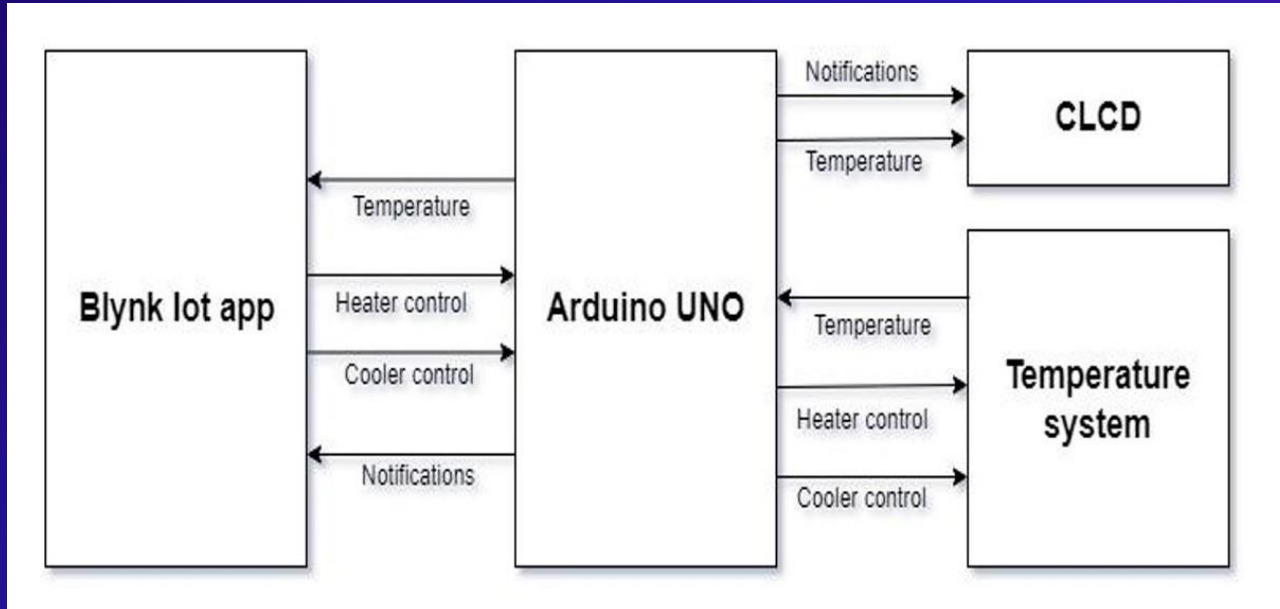 Notifications
CLCD
Temperature
Temperature
Blynk Iot app
Heater control
Arduino UNO
Temperature
Cooler control
Temperature
system
Heater control
Notifications
Cooler control